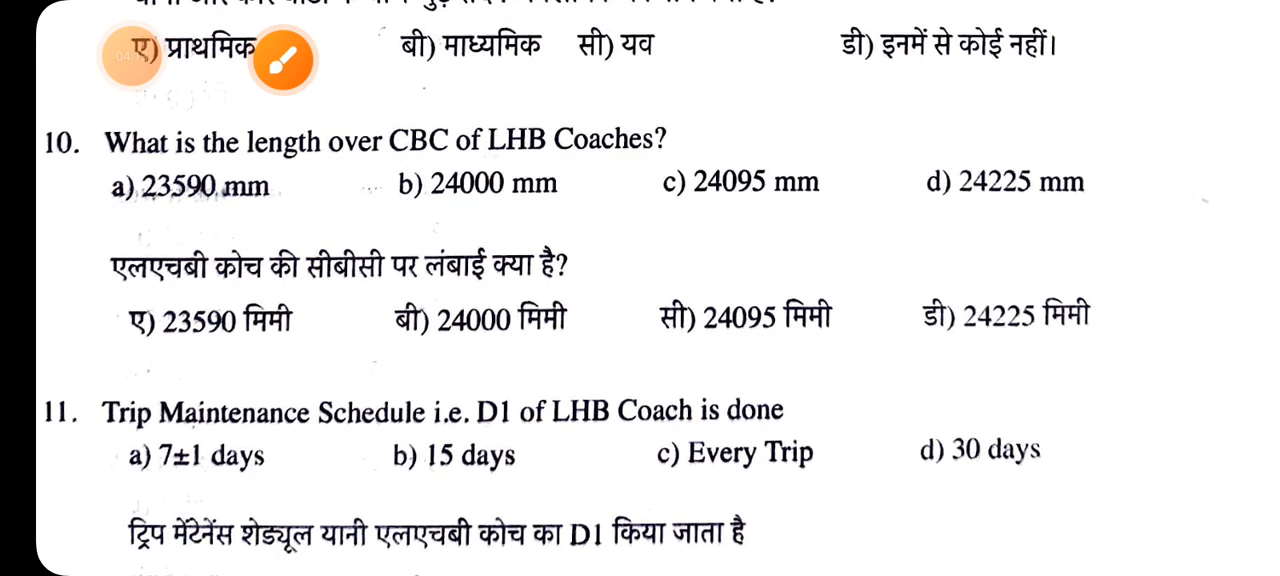 ए) प्राथमिक बी) माध्यमिक सी) यव डी) इनमें से कोई नहीं।
10. What is the length over CBC of LHB Coaches?
a) 23590 mm b) 24000 mm c) 24095 mm d) 24225 mm
एलएचबी कोच की सीबीसी पर लंबाई क्या है?
ए) 23590 मिमी बी) 24000 मिमी सी) 24095 मिमी डी) 24225 मिमी
11. Trip Maintenance Schedule i.e. D1 of LHB Coach is done
a) 7±1 days b) 15 days c) Every Trip d) 30 days
ट्रिप मेंटेनेंस शेड्यूल यानी एलएचबी कोच का D1 किया जाता है